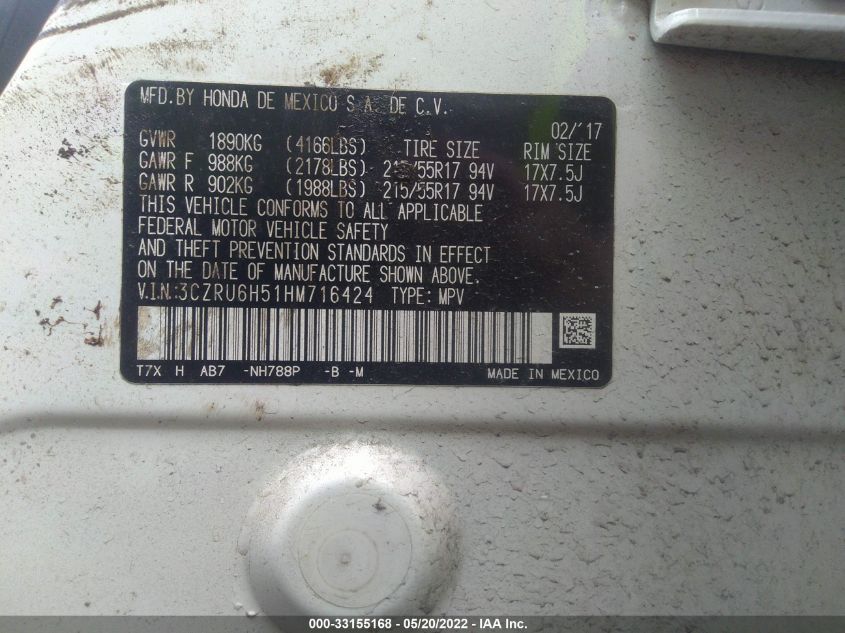 MFD. BY HONDA DE MEXICO S.A. DE C.V.
02/'17
GVWR 1890KG (4166LBS) TIRE SIZE RIM SIZE
GAWR F 988KG (2178LBS) 215/55R17 94V 17X7.5J
GAWR R 902KG (1988LBS) 215/55R17 94V 17X7.5J
THIS VEHICLE CONFORMS TO ALL APPLICABLE
FEDERAL MOTOR VEHICLE SAFETY
AND THEFT PREVENTION STANDARDS IN EFFECT
ON THE DATE OF MANUFACTURE SHOWN ABOVE.
V.I.N:3CZRU6H51HM716424 TYPE: MPV
T7X H AB7 -NH788P -B -M MADE IN MEXICO
000-33155168 - 05/20/2022 - IAA Inc.